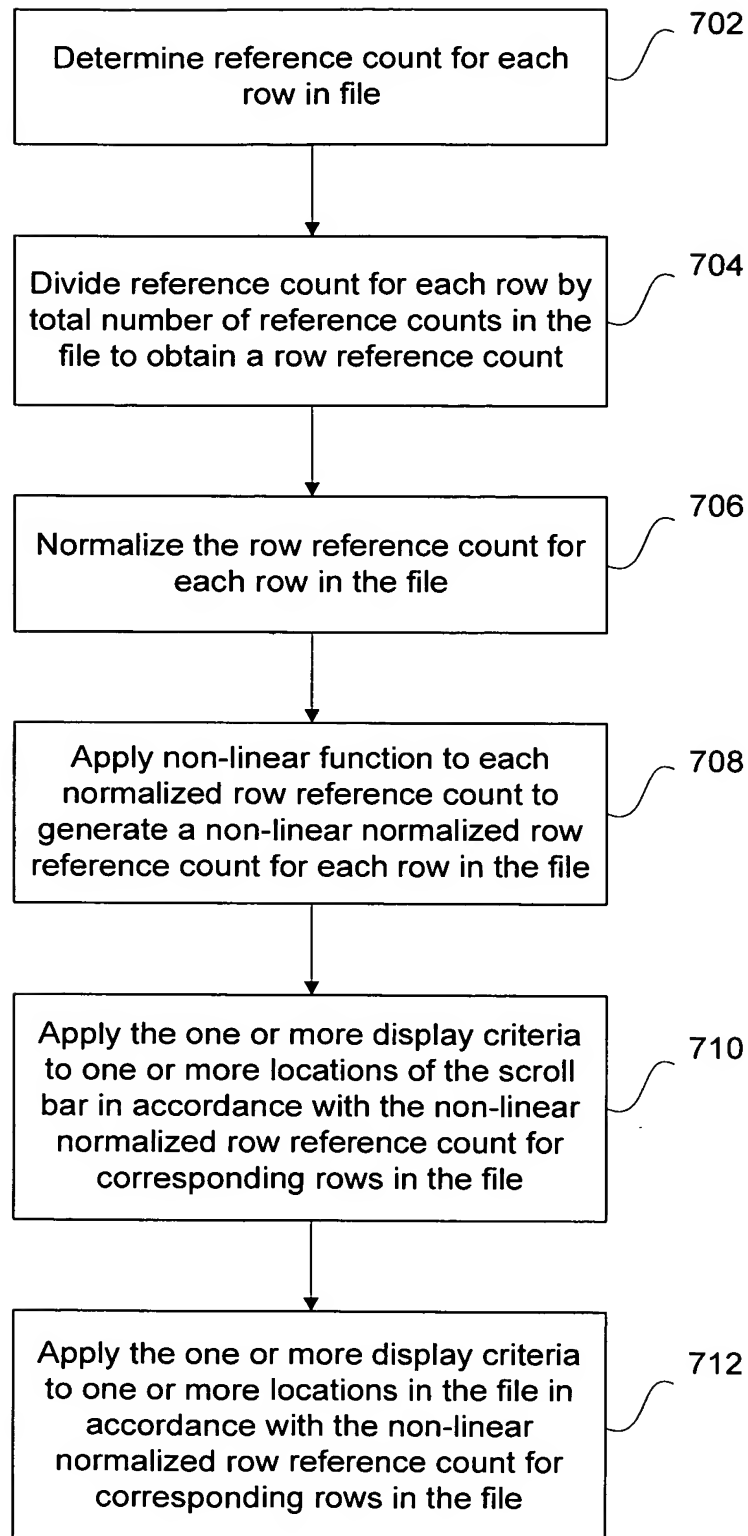 702
Determine reference count for each
row in file
704
Divide reference count for each row by
total number of reference counts in the
file to obtain a row reference count
706
Normalize the row reference count for
each row in the file
708
Apply non-linear function to each
normalized row reference count to
generate a non-linear normalized row
reference count for each row in the file
710
Apply the one or more display criteria
to one or more locations of the scroll
bar in accordance with the non-linear
normalized row reference count for
corresponding rows in the file
712
Apply the one or more display criteria
to one or more locations in the file in
accordance with the non-linear
normalized row reference count for
corresponding rows in the file